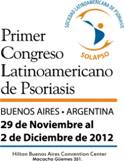 SOCIEDAD LATINOAMERICANA DE PSORIASIS
SOLAPSO
Primer
Congreso
Latinoamericano
de Psoriasis
BUENOS AIRES • ARGENTINA
29 de Noviembre al
2 de Diciembre de 2012
Hilton Buenos Aires Convention Center
Macacha Güemes 351.